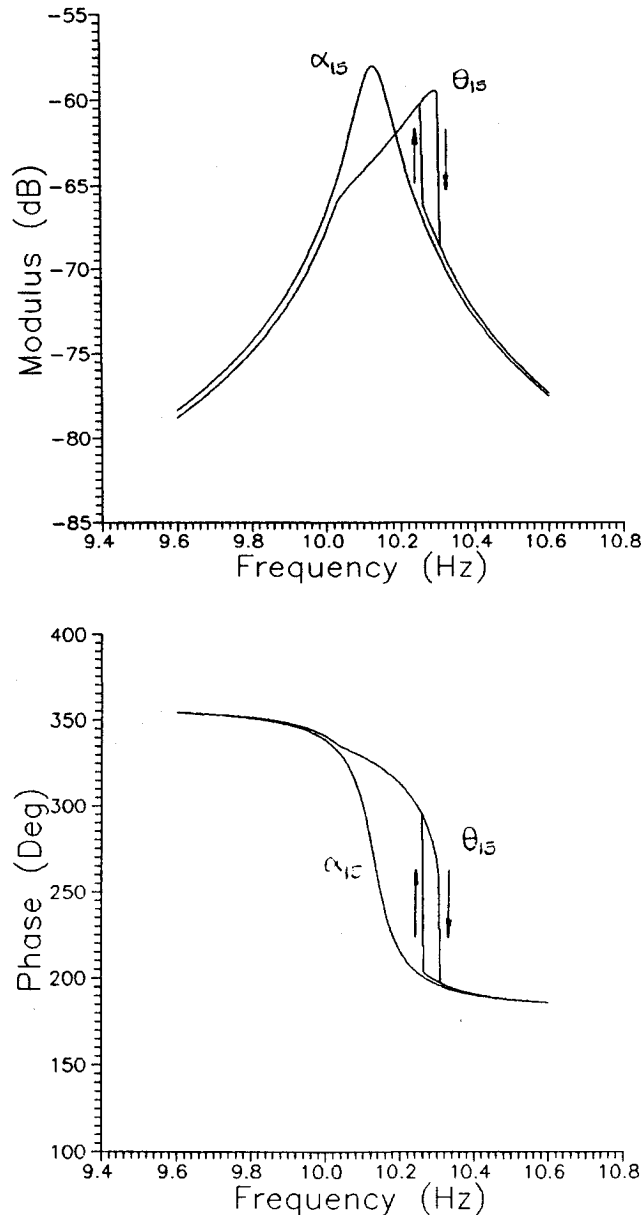 −55
−60
−65
−70
−75
−80
−85
Modulus (dB)
α₁₅
θ₁₅
9.4 9.6 9.8 10.0 10.2 10.4 10.6 10.8
Frequency (Hz)
400
350
300
250
200
150
100
Phase (Deg)
α₁₅
θ₁₅
9.4 9.6 9.8 10.0 10.2 10.4 10.6 10.8
Frequency (Hz)